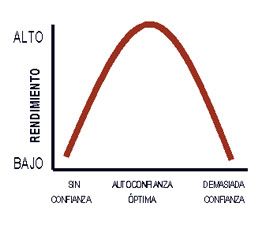 ALTO
RENDIMIENTO
BAJO
SIN
CONFIANZA
AUTOCONFIANZA
ÓPTIMA
DEMASIADA
CONFIANZA